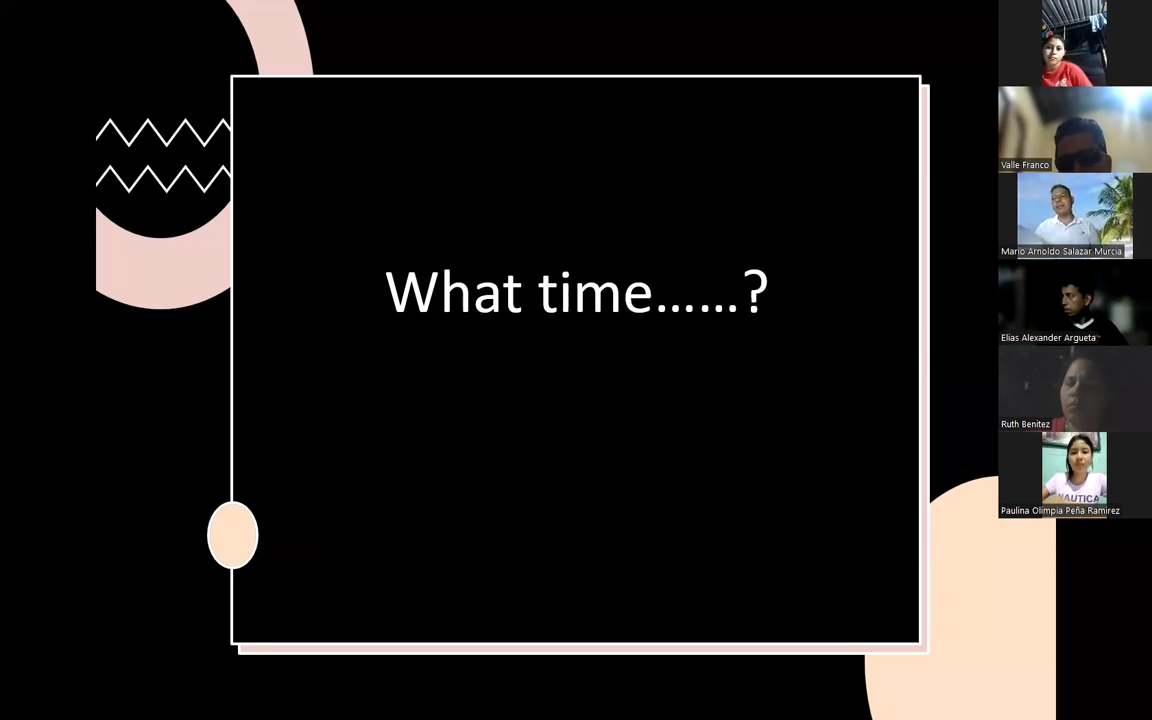 What time......?
Valle Franco
Mario Arnoldo Salazar Murcia
Elias Alexander Argueta
Ruth Benitez
NAUTICA
Paulina Olimpia Peña Ramirez